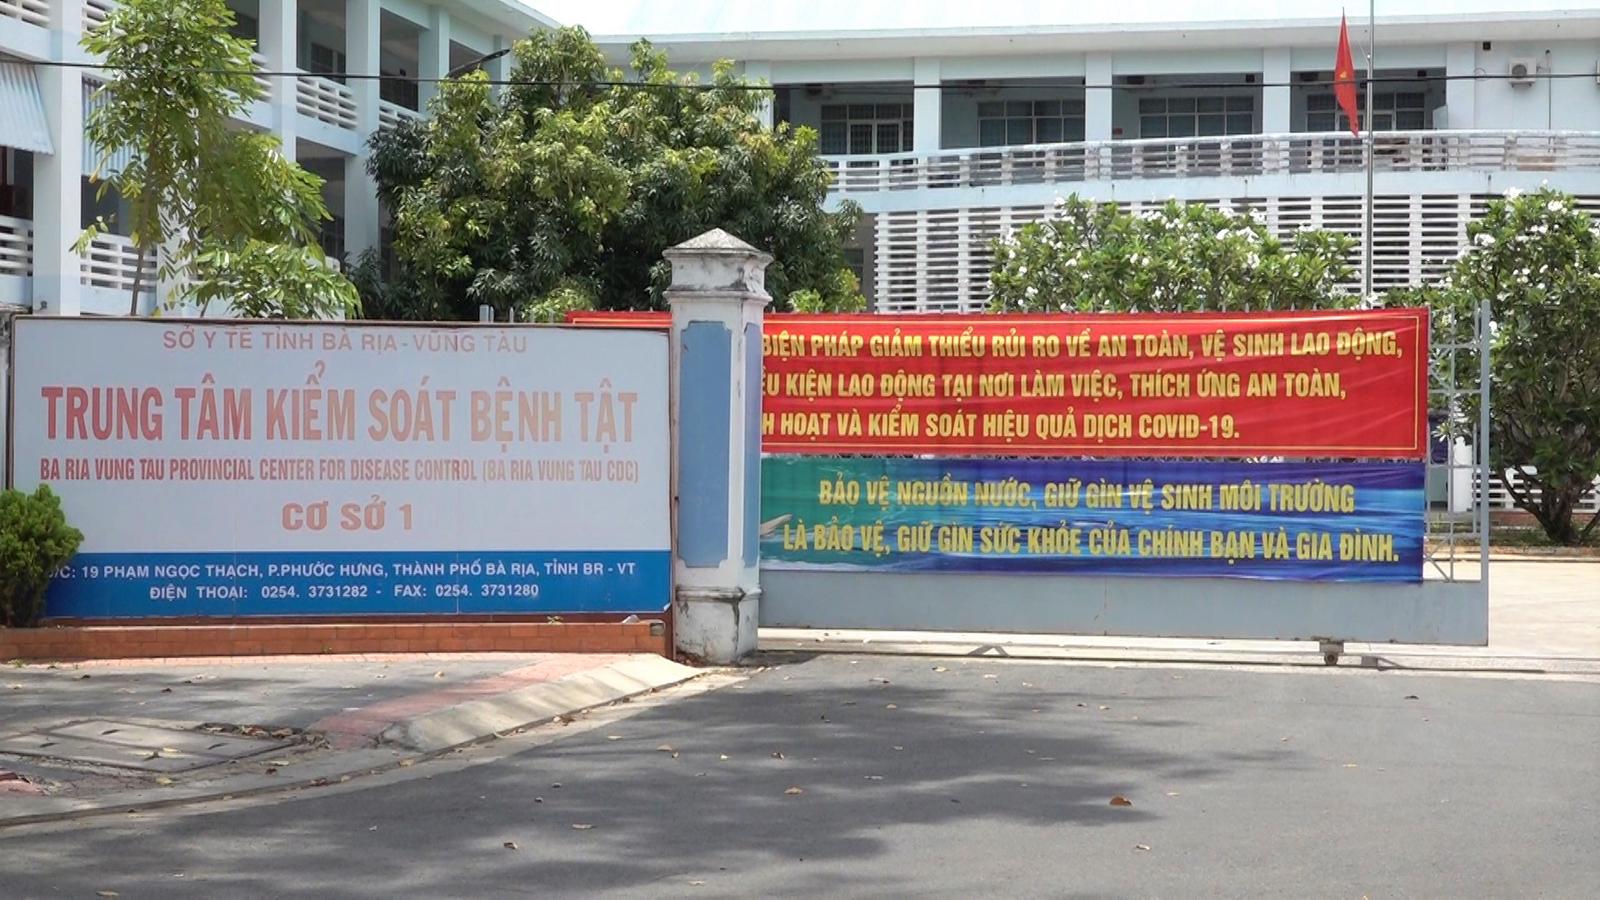 SỞ Y TẾ TỈNH BÀ RỊA - VŨNG TÀU
TRUNG TÂM KIỂM SOÁT BỆNH TẬT
BA RIA VUNG TAU PROVINCIAL CENTER FOR DISEASE CONTROL (BA RIA VUNG TAU CDC)
CƠ SỞ 1
Đ/C: 19 PHẠM NGỌC THẠCH, P.PHƯỚC HƯNG, THÀNH PHỐ BÀ RỊA, TỈNH BR - VT
ĐIỆN THOẠI: 0254. 3731282 - FAX: 0254. 3731280
BIỆN PHÁP GIẢM THIỂU RỦI RO VỀ AN TOÀN, VỆ SINH LAO ĐỘNG,
KIỆN LAO ĐỘNG TẠI NƠI LÀM VIỆC, THÍCH ỨNG AN TOÀN,
HOẠT VÀ KIỂM SOÁT HIỆU QUẢ DỊCH COVID-19.
BẢO VỆ NGUỒN NƯỚC, GIỮ GÌN VỆ SINH MÔI TRƯỜNG
LÀ BẢO VỆ, GIỮ GÌN SỨC KHỎE CỦA CHÍNH BẠN VÀ GIA ĐÌNH.